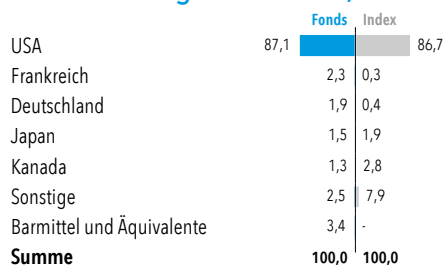 Fonds Index
USA 87,1 86,7
Frankreich 2,3 0,3
Deutschland 1,9 0,4
Japan 1,5 1,9
Kanada 1,3 2,8
Sonstige 2,5 7,9
Barmittel und Äquivalente 3,4 -
Summe 100,0 100,0